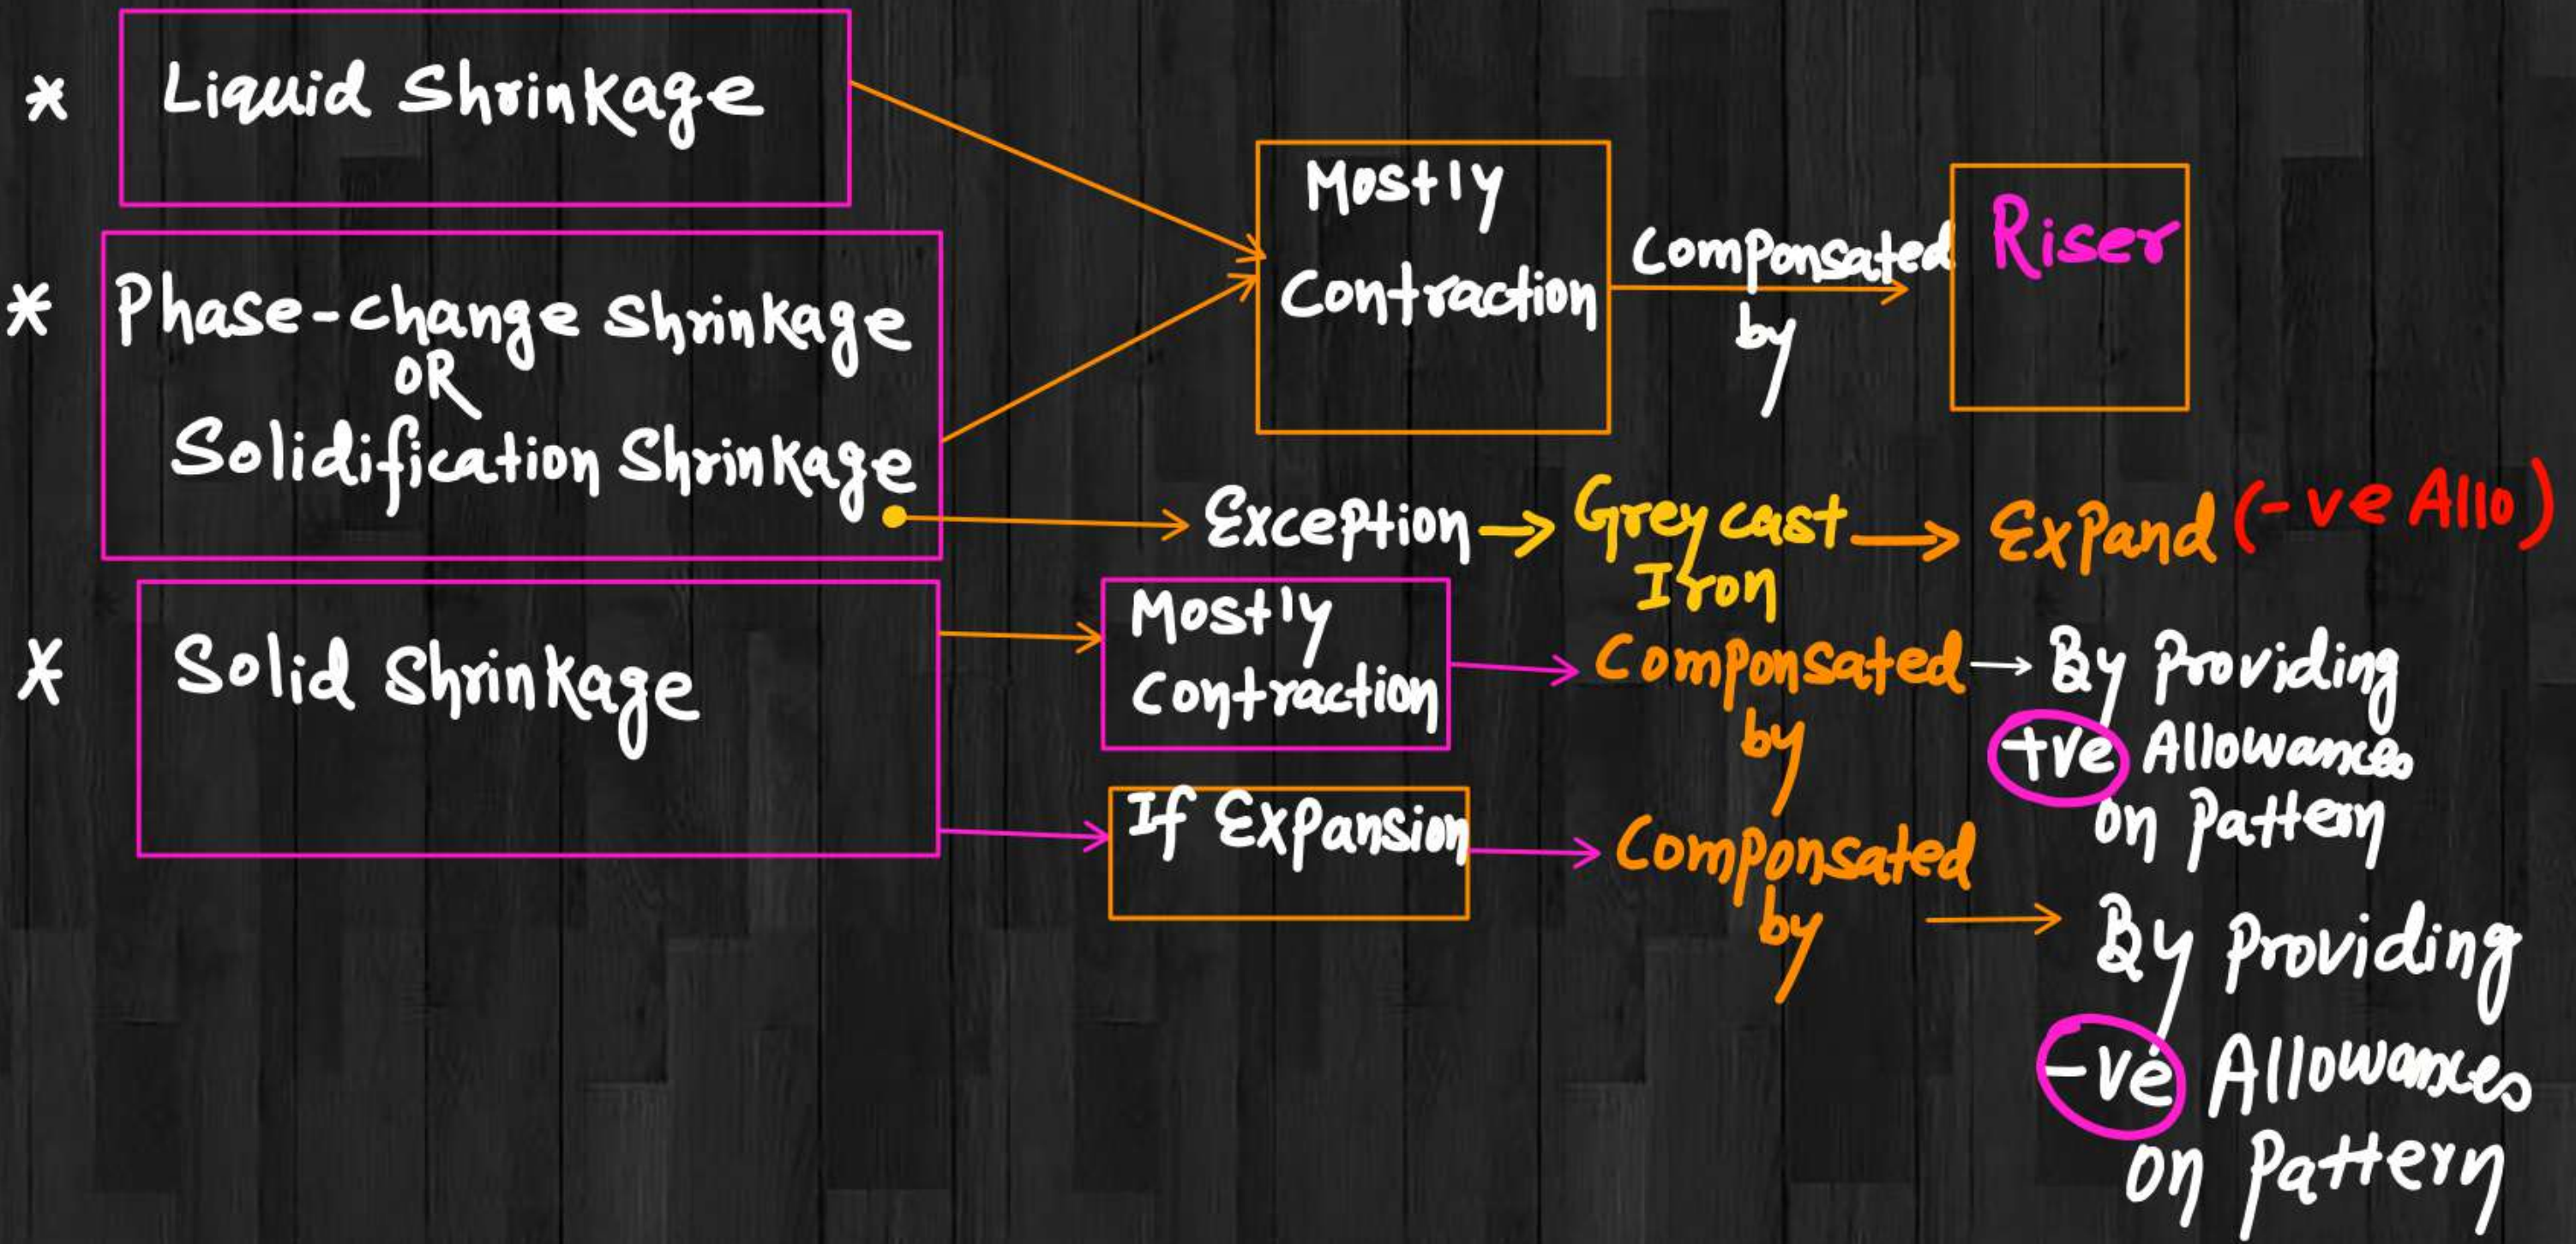 * Liquid Shrinkage
Mostly
Contraction
Componsated
by
Riser
* Phase-change Shrinkage
OR
Solidification Shrinkage
Exception → Grey cast → Expand (-ve Allo)
Iron
* Solid Shrinkage
Mostly
Contraction
Componsated → By Providing
by
+ve Allowances
on Pattern
If Expansion
Componsated
by
By Providing
-ve Allowances
on Pattern